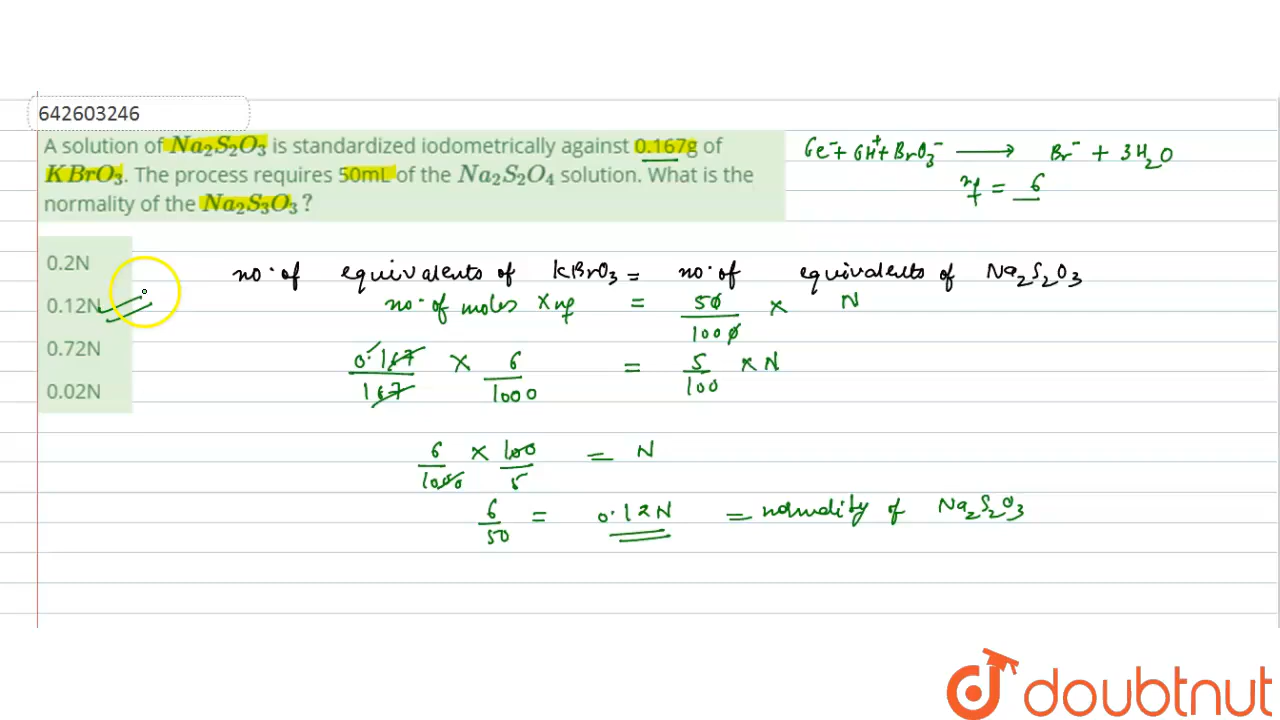 642603246
A solution of Na₂S₂O₃ is standardized iodometrically against 0.167g of
KBrO₃. The process requires 50mL of the Na₂S₂O₄ solution. What is the
normality of the Na₂S₃O₃?
6e⁻ + 6H⁺ + BrO₃⁻ → Br⁻ + 3H₂O
nf = 6
0.2N
0.12N
0.72N
0.02N
no. of equivalents of KBrO₃ = no. of equivalents of Na₂S₂O₃
no. of moles × nf = 50/1000 × N
0.167/167 × 6/1000 = 5/100 × N
6/1000 × 100/5 = N
6/50 = 0.12N = normality of Na₂S₂O₃
doubtnut